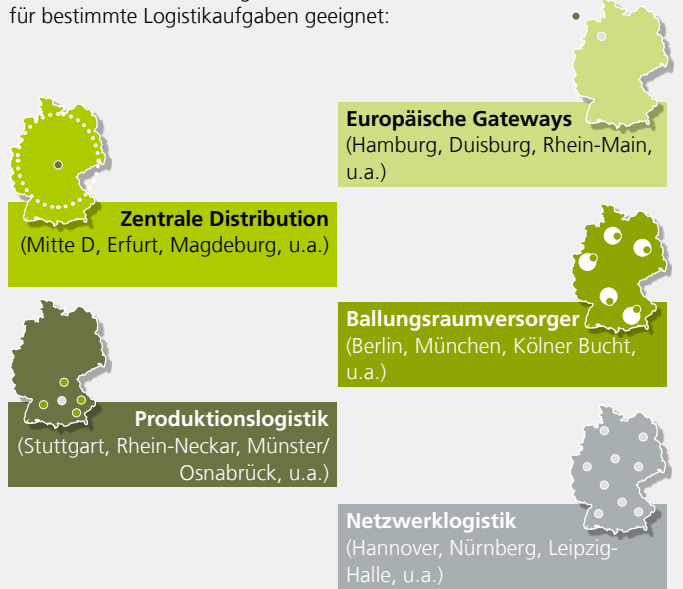 für bestimmte Logistikaufgaben geeignet:
Europäische Gateways
(Hamburg, Duisburg, Rhein-Main,
u.a.)
Zentrale Distribution
(Mitte D, Erfurt, Magdeburg, u.a.)
Ballungsraumversorger
(Berlin, München, Kölner Bucht,
u.a.)
Produktionslogistik
(Stuttgart, Rhein-Neckar, Münster/
Osnabrück, u.a.)
Netzwerklogistik
(Hannover, Nürnberg, Leipzig-
Halle, u.a.)